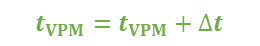 t_VPM = t_VPM + Δt